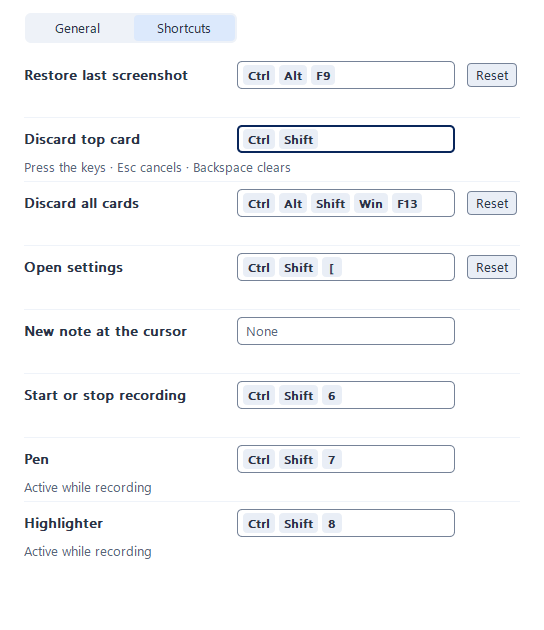 General Shortcuts
Restore last screenshot Ctrl Alt F9 Reset
Discard top card Ctrl Shift
Press the keys · Esc cancels · Backspace clears
Discard all cards Ctrl Alt Shift Win F13 Reset
Open settings Ctrl Shift [ Reset
New note at the cursor None
Start or stop recording Ctrl Shift 6
Pen Ctrl Shift 7
Active while recording
Highlighter Ctrl Shift 8
Active while recording